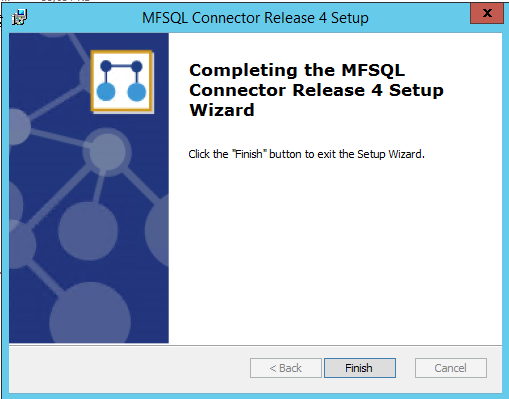 MFSQL Connector Release 4 Setup
X
Completing the MFSQL
Connector Release 4 Setup
Wizard
Click the "Finish" button to exit the Setup Wizard.
< Back
Finish
Cancel